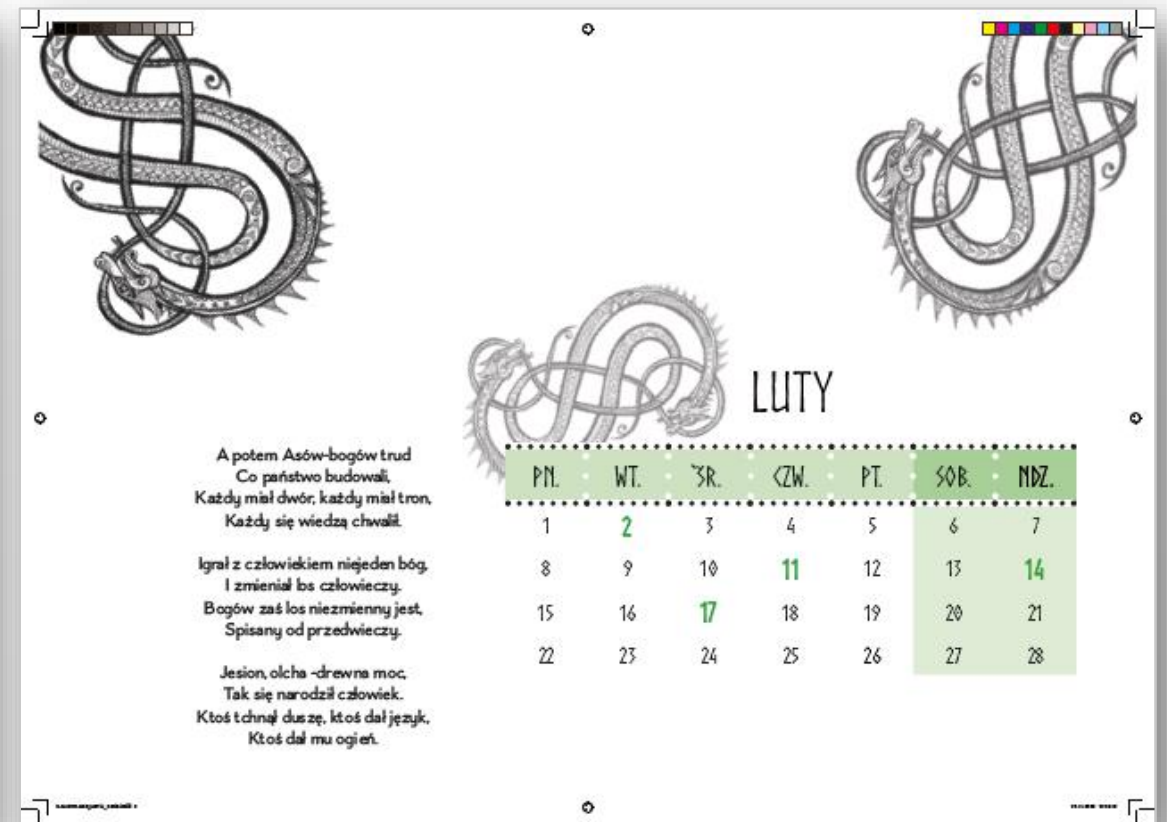 LUTY
A potem Asów-bogów trud
Co państwo budowali,
Każdy miał dwór, każdy miał tron,
Każdy się wiedzą chwalił.
Igrał z człowiekiem niejeden bóg,
I zmieniał los człowieczy.
Bogów zaś los niezmienny jest,
Spisany od przedwieczy.
Jesion, olcha -drewna moc,
Tak się narodził człowiek.
Ktoś tchnął duszę, ktoś dał język,
Ktoś dał mu ogień.
PN. WT. ŚR. CZW. PT. SOB. NDZ.
1 2 3 4 5 6 7
8 9 10 11 12 13 14
15 16 17 18 19 20 21
22 23 24 25 26 27 28